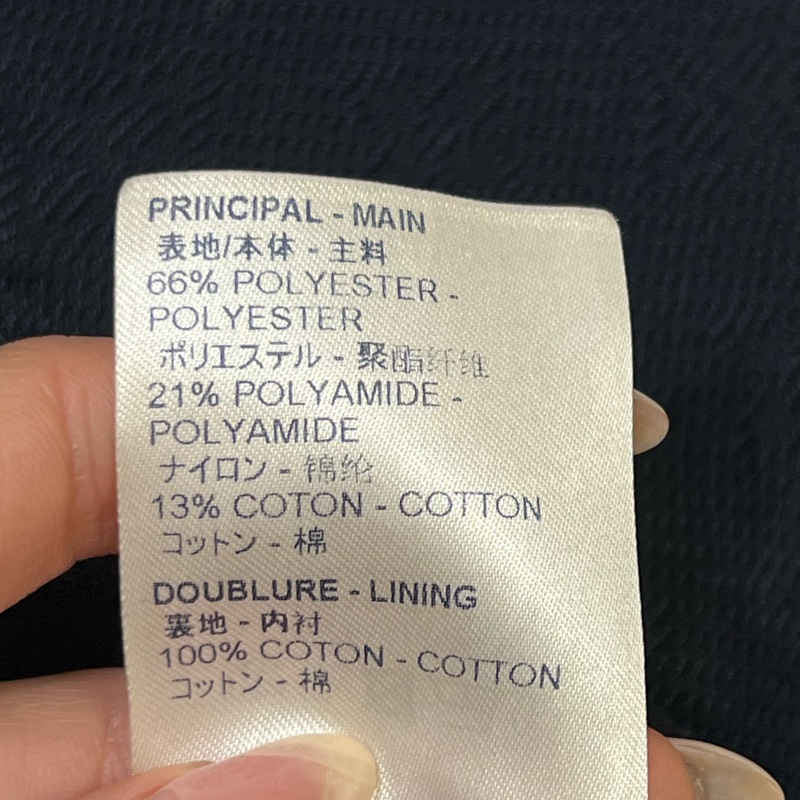 PRINCIPAL - MAIN
表地/本体 - 主料
66% POLYESTER -
POLYESTER
ポリエステル - 聚酯纤维
21% POLYAMIDE -
POLYAMIDE
ナイロン - 锦纶
13% COTON - COTTON
コットン - 棉
DOUBLURE - LINING
裏地 - 内衬
100% COTON - COTTON
コットン - 棉